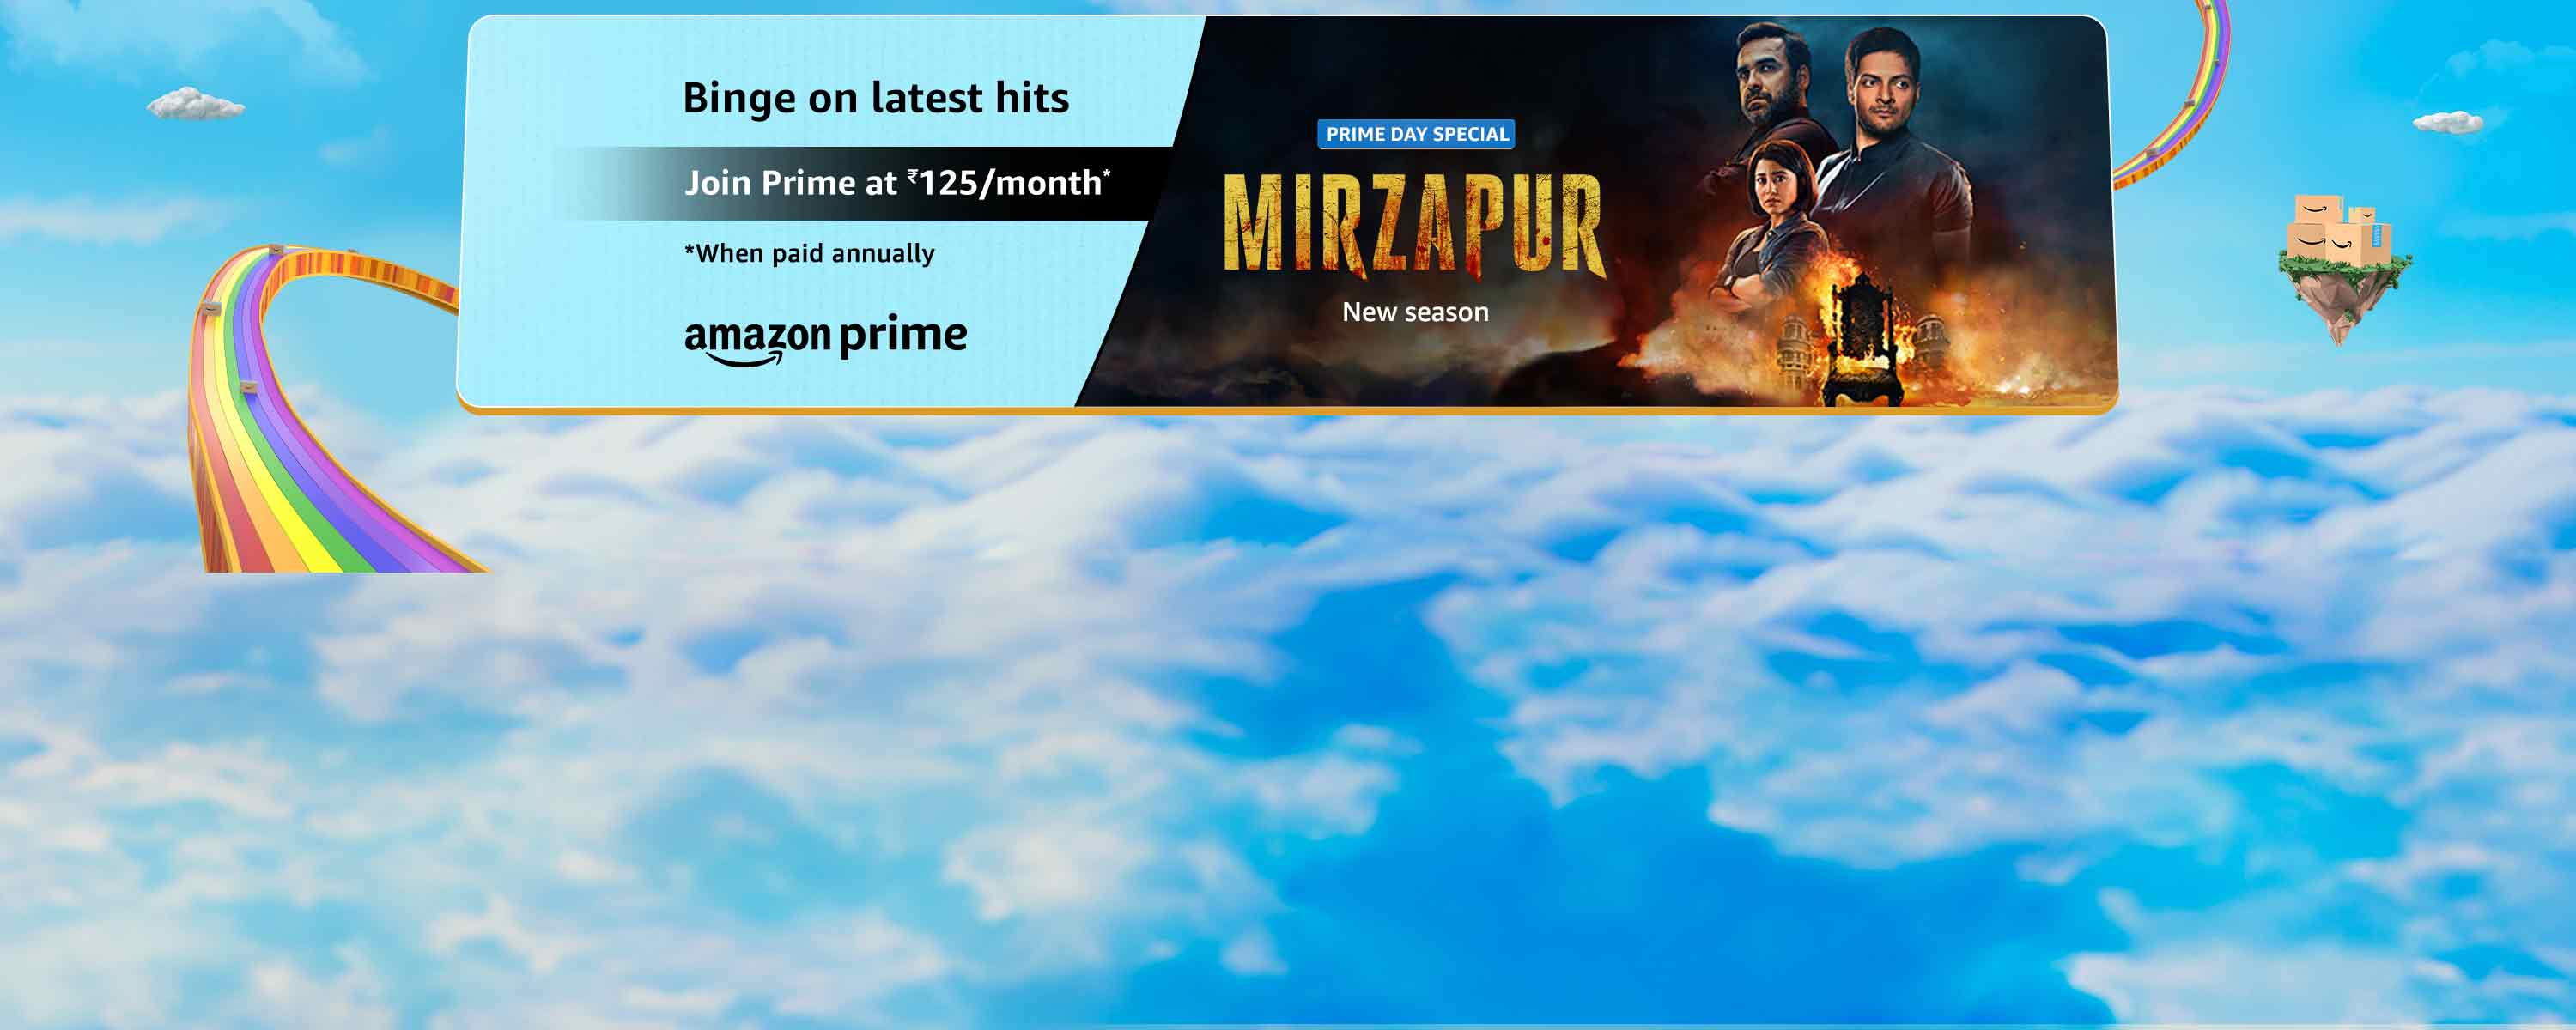 Binge on latest hits
Join Prime at ₹125/month*
*When paid annually
amazon prime
PRIME DAY SPECIAL
MIRZAPUR
New season